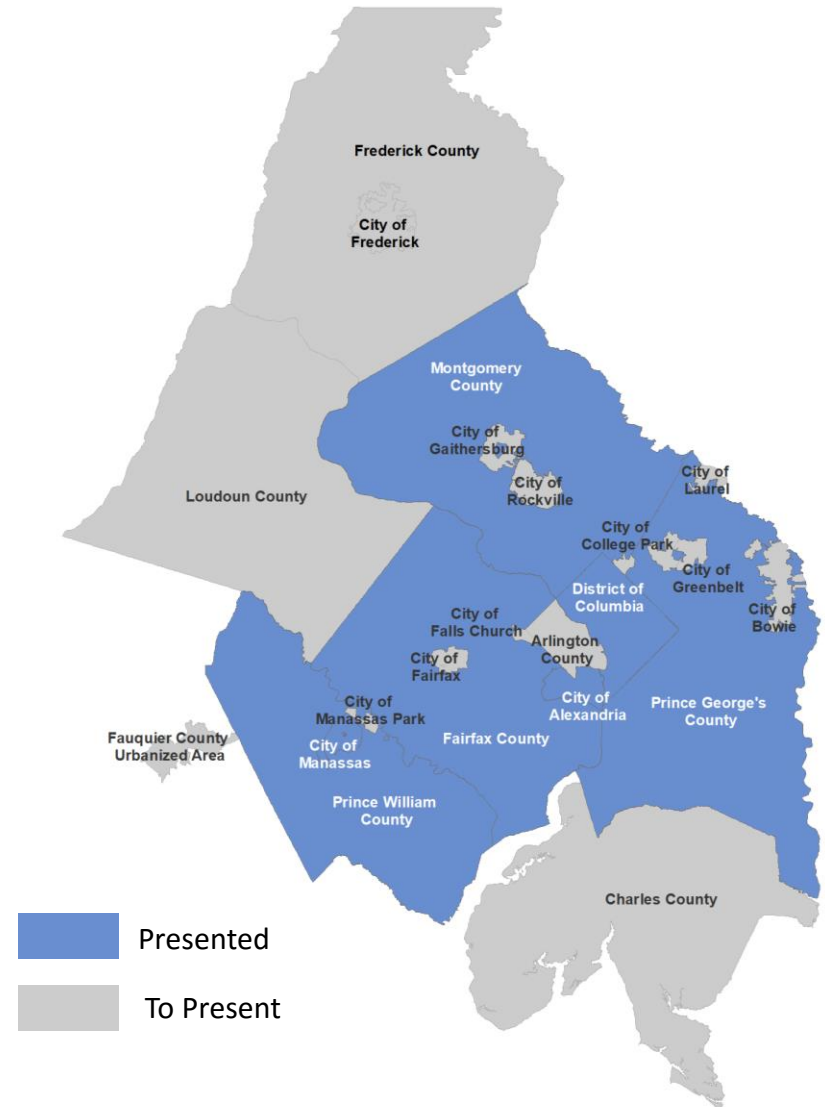 Frederick County
City of
Frederick
Montgomery
County
City of
Gaithersburg
City of
Rockville
City of
Laurel
Loudoun County
City of
College Park
City of
Greenbelt
District of
Columbia
City of
Bowie
City of
Falls Church
Arlington
County
City of
Fairfax
City of
Alexandria
Prince George's
County
City of
Manassas Park
Fauquier County
Urbanized Area
City of
Manassas
Fairfax County
Prince William
County
Charles County
Presented
To Present